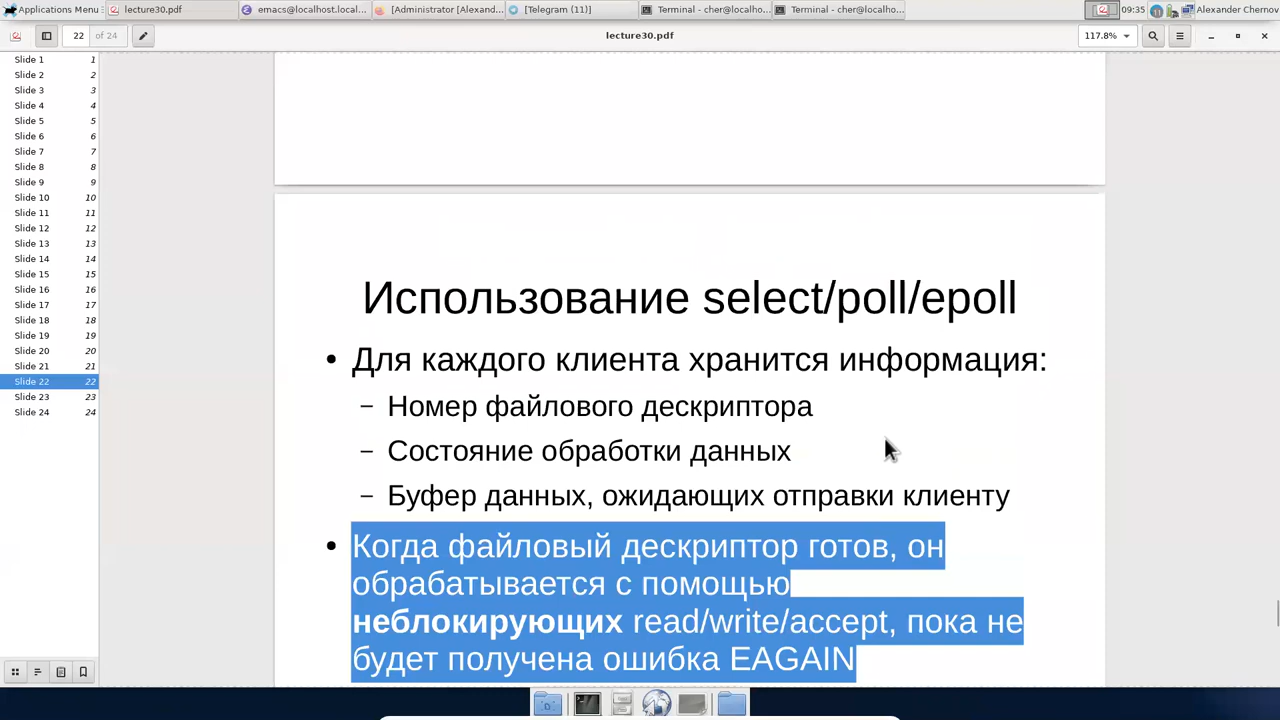 Applications Menu
lecture30.pdf
emacs@localhost.local...
[Administrator [Alexand...
[Telegram (11)]
Terminal - cher@localho...
Terminal - cher@localho...
09:35
Alexander Chernov
22 of 24
lecture30.pdf
117.8%
Slide 1 1
Slide 2 2
Slide 3 3
Slide 4 4
Slide 5 5
Slide 6 6
Slide 7 7
Slide 8 8
Slide 9 9
Slide 10 10
Slide 11 11
Slide 12 12
Slide 13 13
Slide 14 14
Slide 15 15
Slide 16 16
Slide 17 17
Slide 18 18
Slide 19 19
Slide 20 20
Slide 21 21
Slide 22 22
Slide 23 23
Slide 24 24
Использование select/poll/epoll
• Для каждого клиента хранится информация:
– Номер файлового дескриптора
– Состояние обработки данных
– Буфер данных, ожидающих отправки клиенту
• Когда файловый дескриптор готов, он
обрабатывается с помощью
неблокирующих read/write/accept, пока не
будет получена ошибка EAGAIN